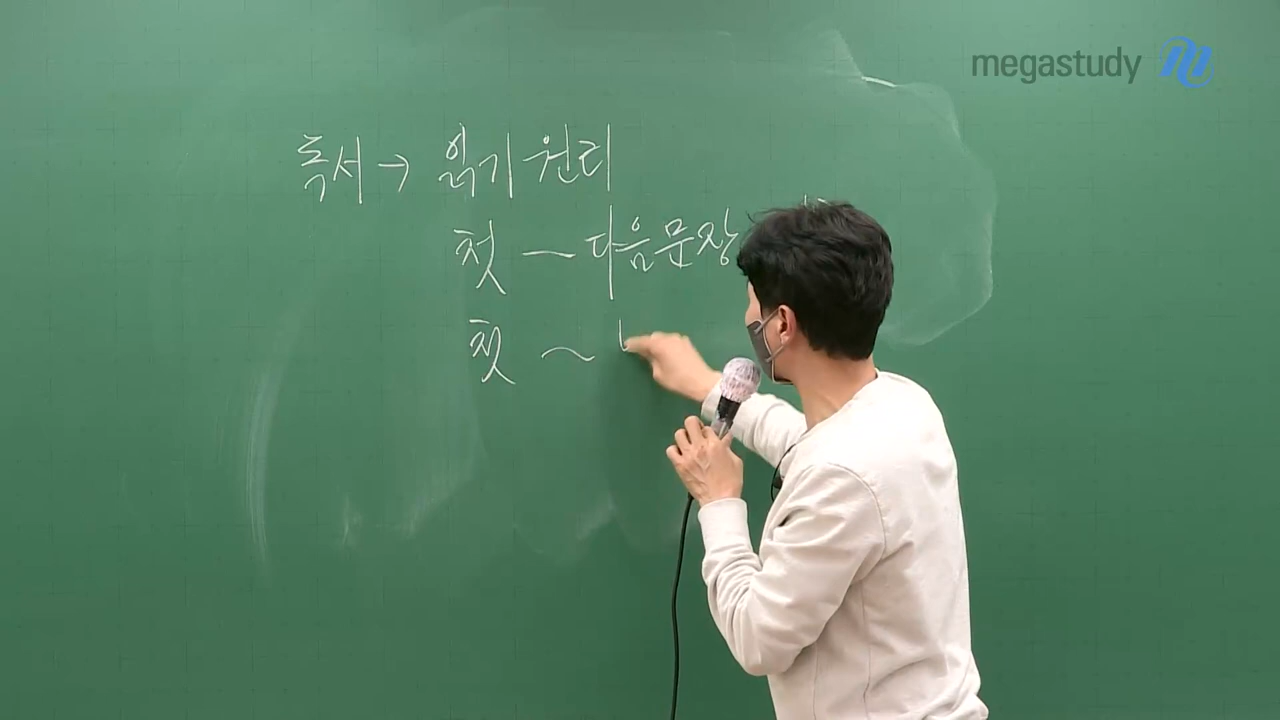 megastudy
독서 → 읽기 원리
첫 ~ 다음 문장
첫 ~